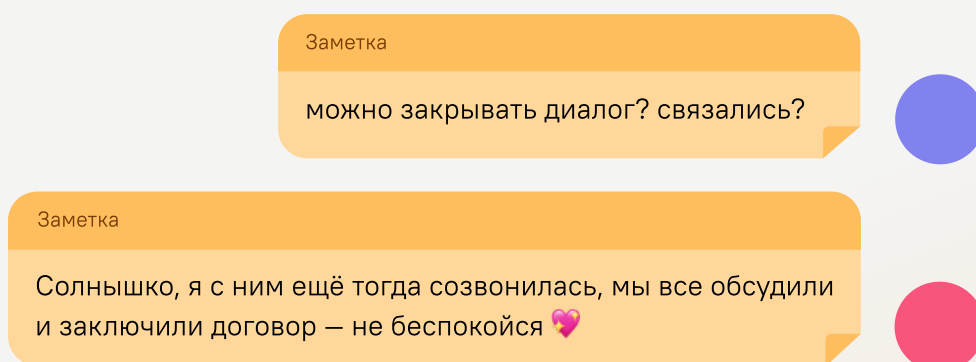 Заметка
можно закрывать диалог? связались?
Заметка
Солнышко, я с ним ещё тогда созвонилась, мы все обсудили
и заключили договор – не беспокойся 💖